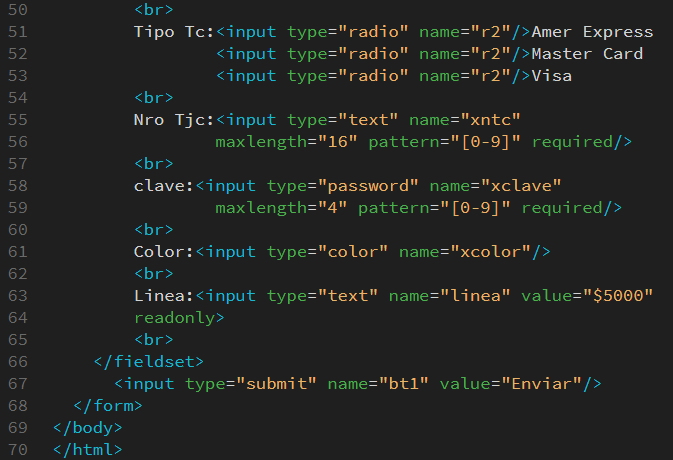 50 <br>
51 Tipo Tc:<input type="radio" name="r2"/>Amer Express
52 <input type="radio" name="r2"/>Master Card
53 <input type="radio" name="r2"/>Visa
54 <br>
55 Nro Tjc:<input type="text" name="xntc"
56 maxlength="16" pattern="[0-9]" required/>
57 <br>
58 clave:<input type="password" name="xclave"
59 maxlength="4" pattern="[0-9]" required/>
60 <br>
61 Color:<input type="color" name="xcolor"/>
62 <br>
63 Linea:<input type="text" name="linea" value="$5000"
64 readonly>
65 <br>
66 </fieldset>
67 <input type="submit" name="bt1" value="Enviar"/>
68 </form>
69 </body>
70 </html>